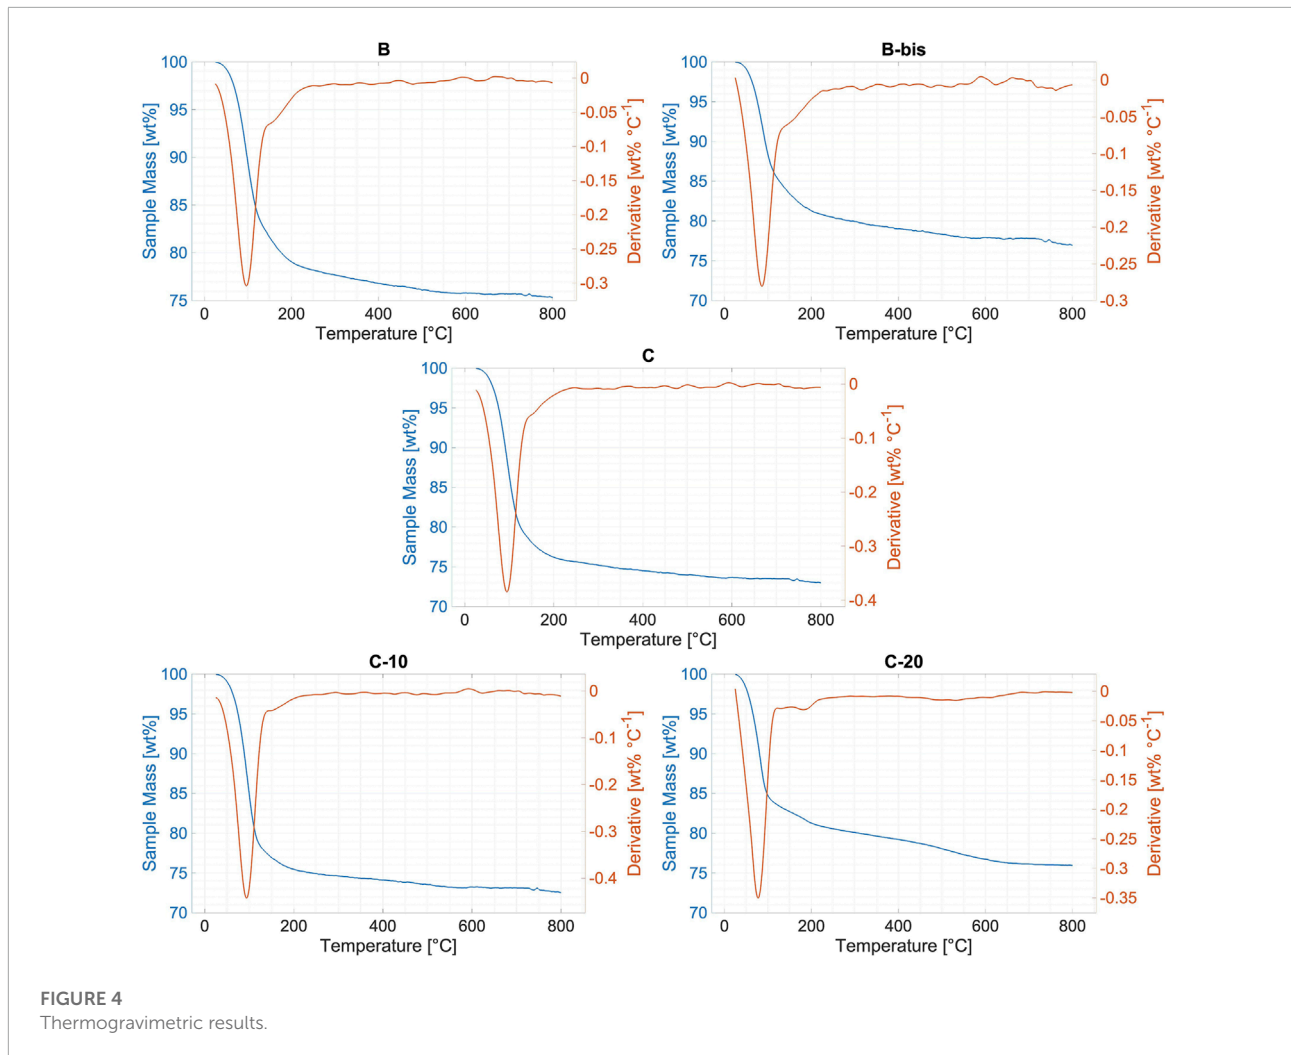 B
100
95
90
85
80
75
Sample Mass [wt%]
0
-0.05
-0.1
-0.15
-0.2
-0.25
-0.3
Derivative [wt% °C-1]
0 200 400 600 800
Temperature [°C]
B-bis
100
95
90
85
80
75
70
Sample Mass [wt%]
0
-0.05
-0.1
-0.15
-0.2
-0.25
-0.3
Derivative [wt% °C-1]
0 200 400 600 800
Temperature [°C]
C
100
95
90
85
80
75
70
Sample Mass [wt%]
0
-0.1
-0.2
-0.3
-0.4
Derivative [wt% °C-1]
0 200 400 600 800
Temperature [°C]
C-10
100
95
90
85
80
75
70
Sample Mass [wt%]
0
-0.1
-0.2
-0.3
-0.4
Derivative [wt% °C-1]
0 200 400 600 800
Temperature [°C]
C-20
100
95
90
85
80
75
70
Sample Mass [wt%]
0
-0.05
-0.1
-0.15
-0.2
-0.25
-0.3
-0.35
Derivative [wt% °C-1]
0 200 400 600 800
Temperature [°C]
FIGURE 4
Thermogravimetric results.